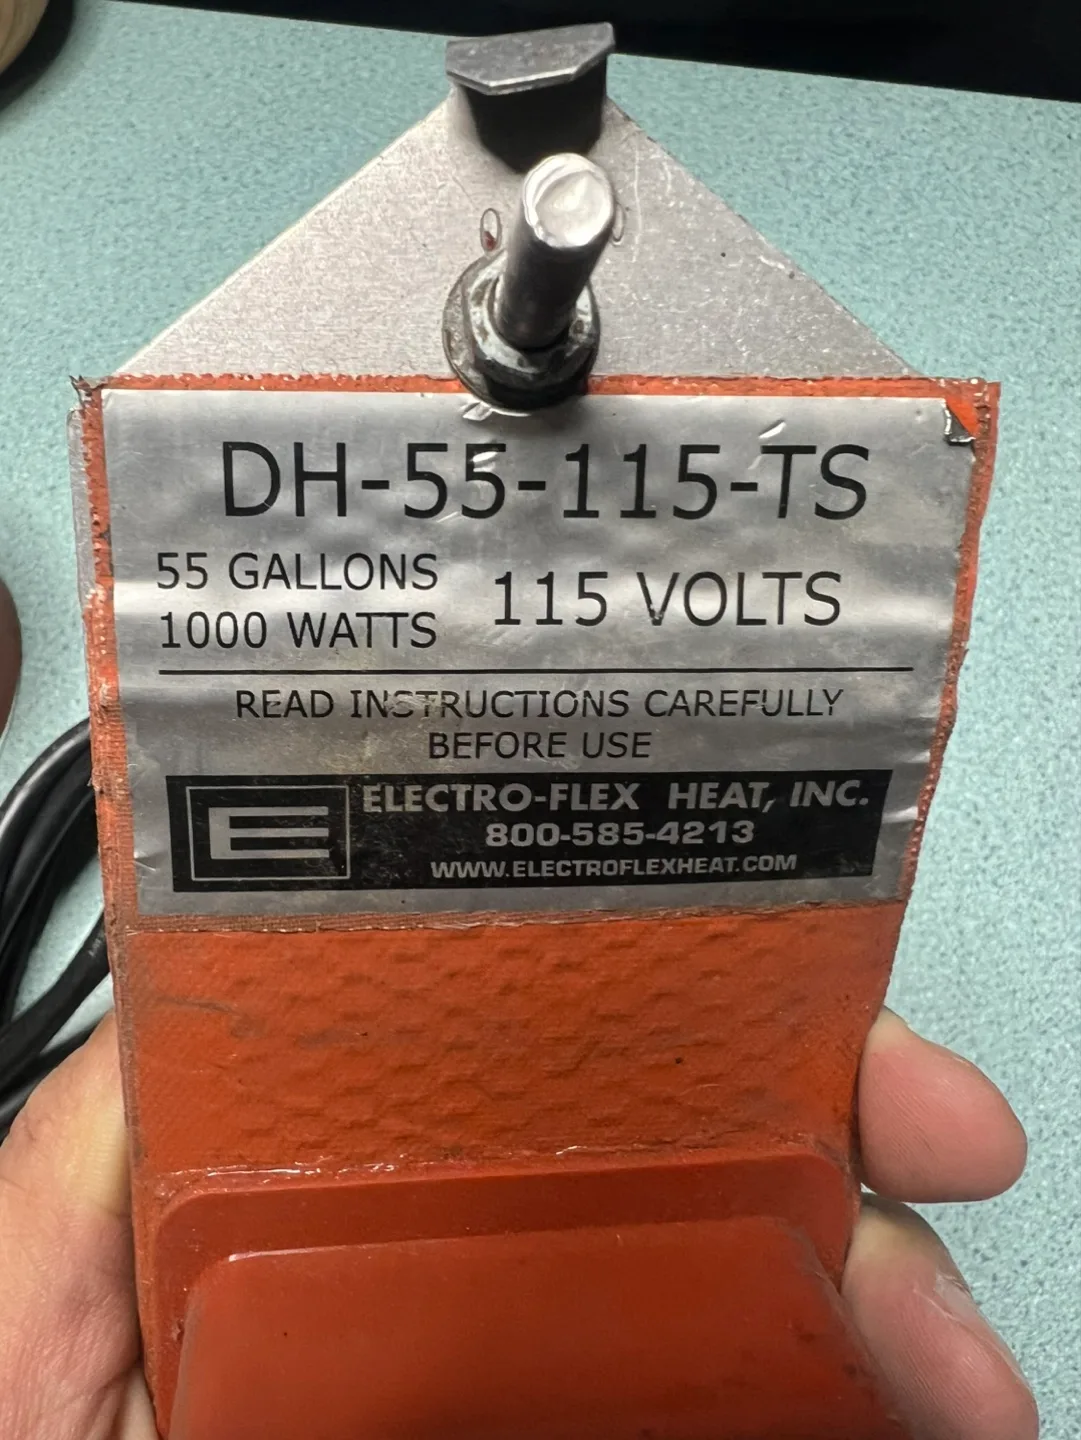 DH-55-115-TS
55 GALLONS
1000 WATTS
115 VOLTS
READ INSTRUCTIONS CAREFULLY
BEFORE USE
E
ELECTRO-FLEX HEAT, INC.
800-585-4213
WWW.ELECTROFLEXHEAT.COM